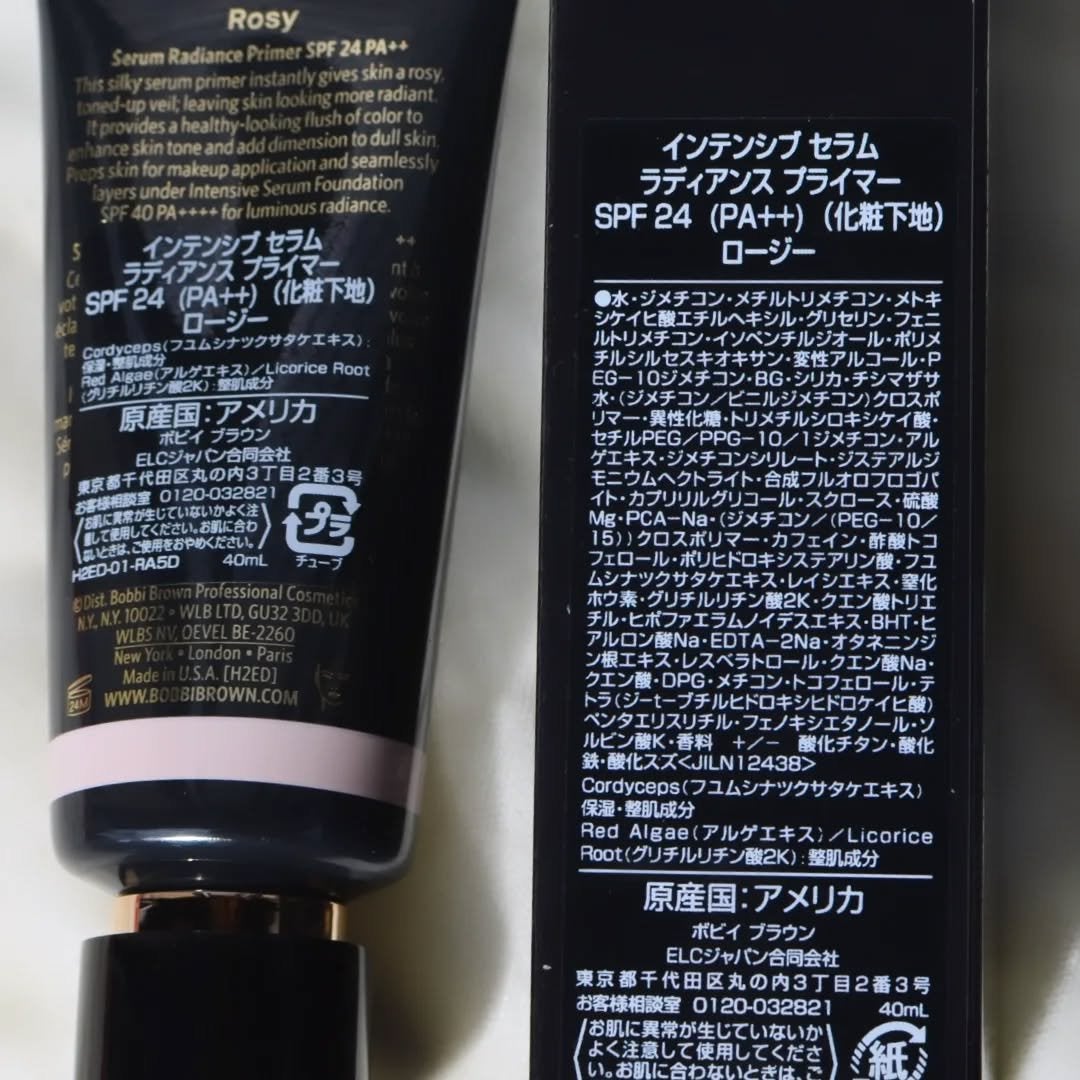 Rosy
Serum Radiance Primer SPF 24 PA++
This silky serum primer instantly gives skin a rosy,
toned-up veil; leaving skin looking more radiant.
It provides a healthy-looking flush of color to
enhance skin tone and add dimension to dull skin.
Preps skin for makeup application and seamlessly
layers under Intensive Serum Foundation
SPF 40 PA++++ for luminous radiance.
インテンシブ セラム
ラディアンス プライマー
SPF 24 (PA++) (化粧下地)
ロージー
Cordyceps(フユムシナツクサタケエキス):
保湿・整肌成分
Red Algae(アルゲエキス)/Licorice Root
(グリチルリチン酸2K):整肌成分
原産国:アメリカ
ボビイ ブラウン
ELCジャパン合同会社
東京都千代田区丸の内3丁目2番3号
お客様相談室 0120-032821
お肌に異常が生じていないかよく注
意して使用してください。お肌に合わ
ないときは、ご使用をおやめください。
プラ
チューブ
H2ED-01-RA5D 40mL
© Dist. Bobbi Brown Professional Cosmetic
N.Y., N.Y. 10022 • WLB LTD, GU32 3DD, UK
WLBS NV, OEVEL BE-2260
New York • London • Paris
Made in U.S.A. [H2ED]
WWW.BOBBIBROWN.COM
24M
インテンシブ セラム
ラディアンス プライマー
SPF 24 (PA++) (化粧下地)
ロージー
●水・ジメチコン・メチルトリメチコン・メトキ
シケイヒ酸エチルヘキシル・グリセリン・フェニ
ルトリメチコン・イソペンチルジオール・ポリメ
チルシルセスキオキサン・変性アルコール・P
EG-10ジメチコン・BG・シリカ・チシマザサ
水・(ジメチコン/ビニルジメチコン)クロスポ
リマー・異性化糖・トリメチルシロキシケイ酸・
セチルPEG/PPG-10/1ジメチコン・アル
ゲエキス・ジメチコンシリレート・ジステアルジ
モニウムヘクトライト・合成フルオロフロゴパ
イト・カプリリルグリコール・スクロース・硫酸
Mg・PCA-Na・(ジメチコン/(PEG-10/
15))クロスポリマー・カフェイン・酢酸トコ
フェロール・ポリヒドロキシステアリン酸・フユ
ムシナツクサタケエキス・レイシエキス・窒化
ホウ素・グリチルリチン酸2K・クエン酸トリエ
チル・ヒポファエラムノイデスエキス・BHT・ヒ
アルロン酸Na・EDTA-2Na・オタネニンジ
ン根エキス・レスベラトロール・クエン酸Na・
クエン酸・DPG・メチコン・トコフェロール・テ
トラ(ジ-t-ブチルヒドロキシヒドロケイヒ酸)
ペンタエリスリチル・フェノキシエタノール・ソ
ルビン酸K・香料 +/- 酸化チタン・酸化
鉄・酸化スズ<JILN12438>
Cordyceps(フユムシナツクサタケエキス)
保湿・整肌成分
Red Algae(アルゲエキス)/Licorice
Root(グリチルリチン酸2K):整肌成分
原産国:アメリカ
ボビイ ブラウン
ELCジャパン合同会社
東京都千代田区丸の内3丁目2番3号
お客様相談室 0120-032821 40mL
お肌に異常が生じていないか
よく注意して使用してくださ
い。お肌に合わないときは、ご
紙